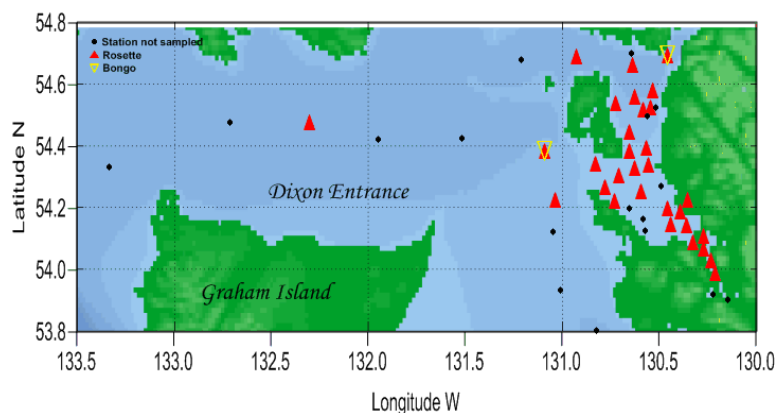 54.8
Station not sampled
Rosette
Bongo
54.6
54.4
54.2
54.0
53.8
Latitude N
Dixon Entrance
Graham Island
133.5 133.0 132.5 132.0 131.5 131.0 130.5 130.0
Longitude W